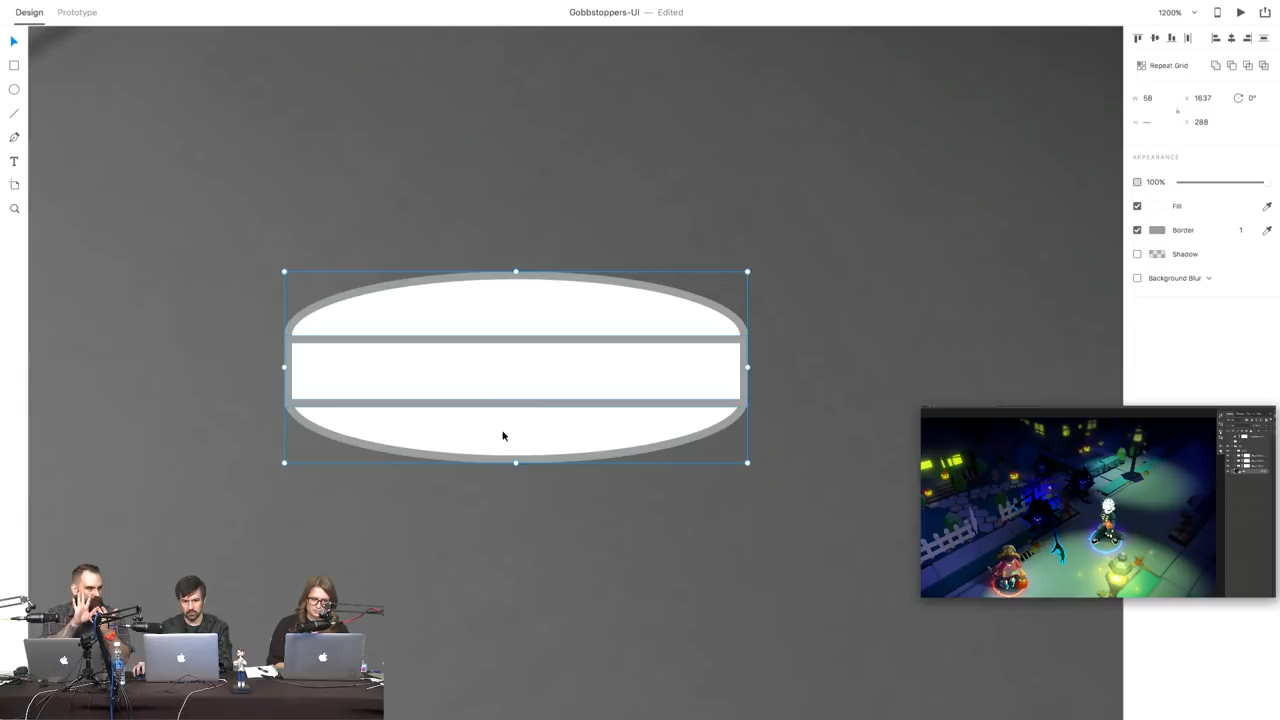 Design
Prototype
Gobbstoppers-UI — Edited
1200%
Repeat Grid
W 58
X 1637
0°
H —
Y 288
APPEARANCE
100%
Fill
Border
1
Shadow
Background Blur
T